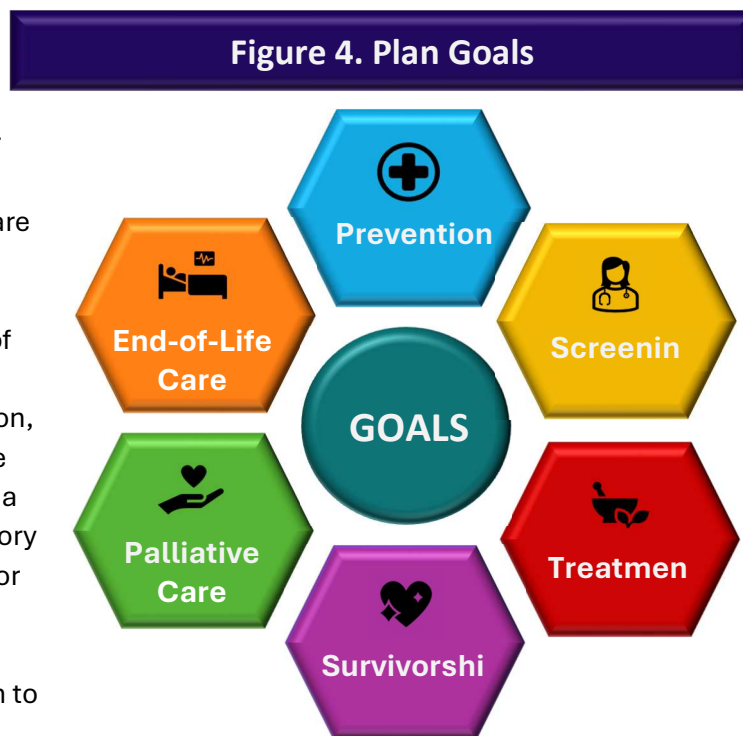 Figure 4. Plan Goals
are
of
on,
e
a
ory
or
n to
Prevention
Screenin
Treatmen
Survivorshi
Palliative
Care
End-of-Life
Care
GOALS